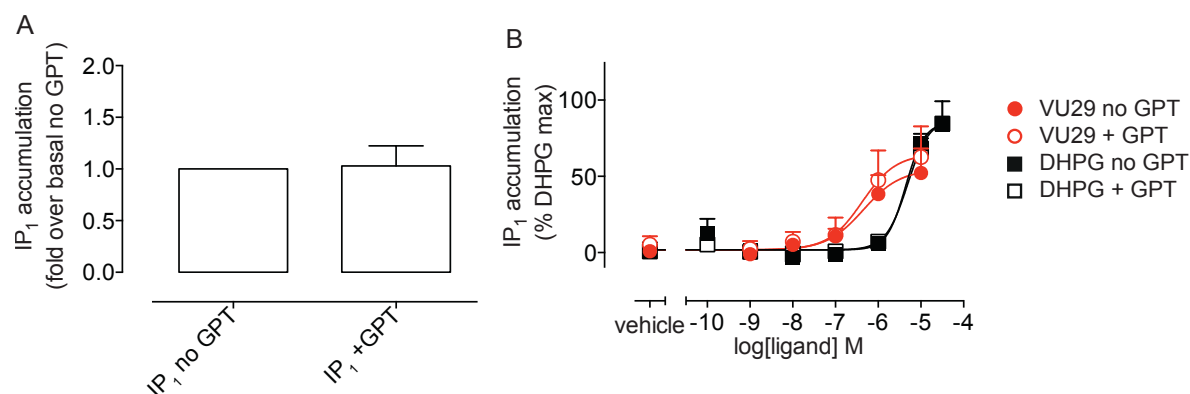 A
IP₁ accumulation
(fold over basal no GPT)
2.0
1.5
1.0
0.5
0.0
IP₁ no GPT
IP₁ +GPT
B
IP₁ accumulation
(% DHPG max)
100
50
0
vehicle -10 -9 -8 -7 -6 -5 -4
log[ligand] M
VU29 no GPT
VU29 + GPT
DHPG no GPT
DHPG + GPT